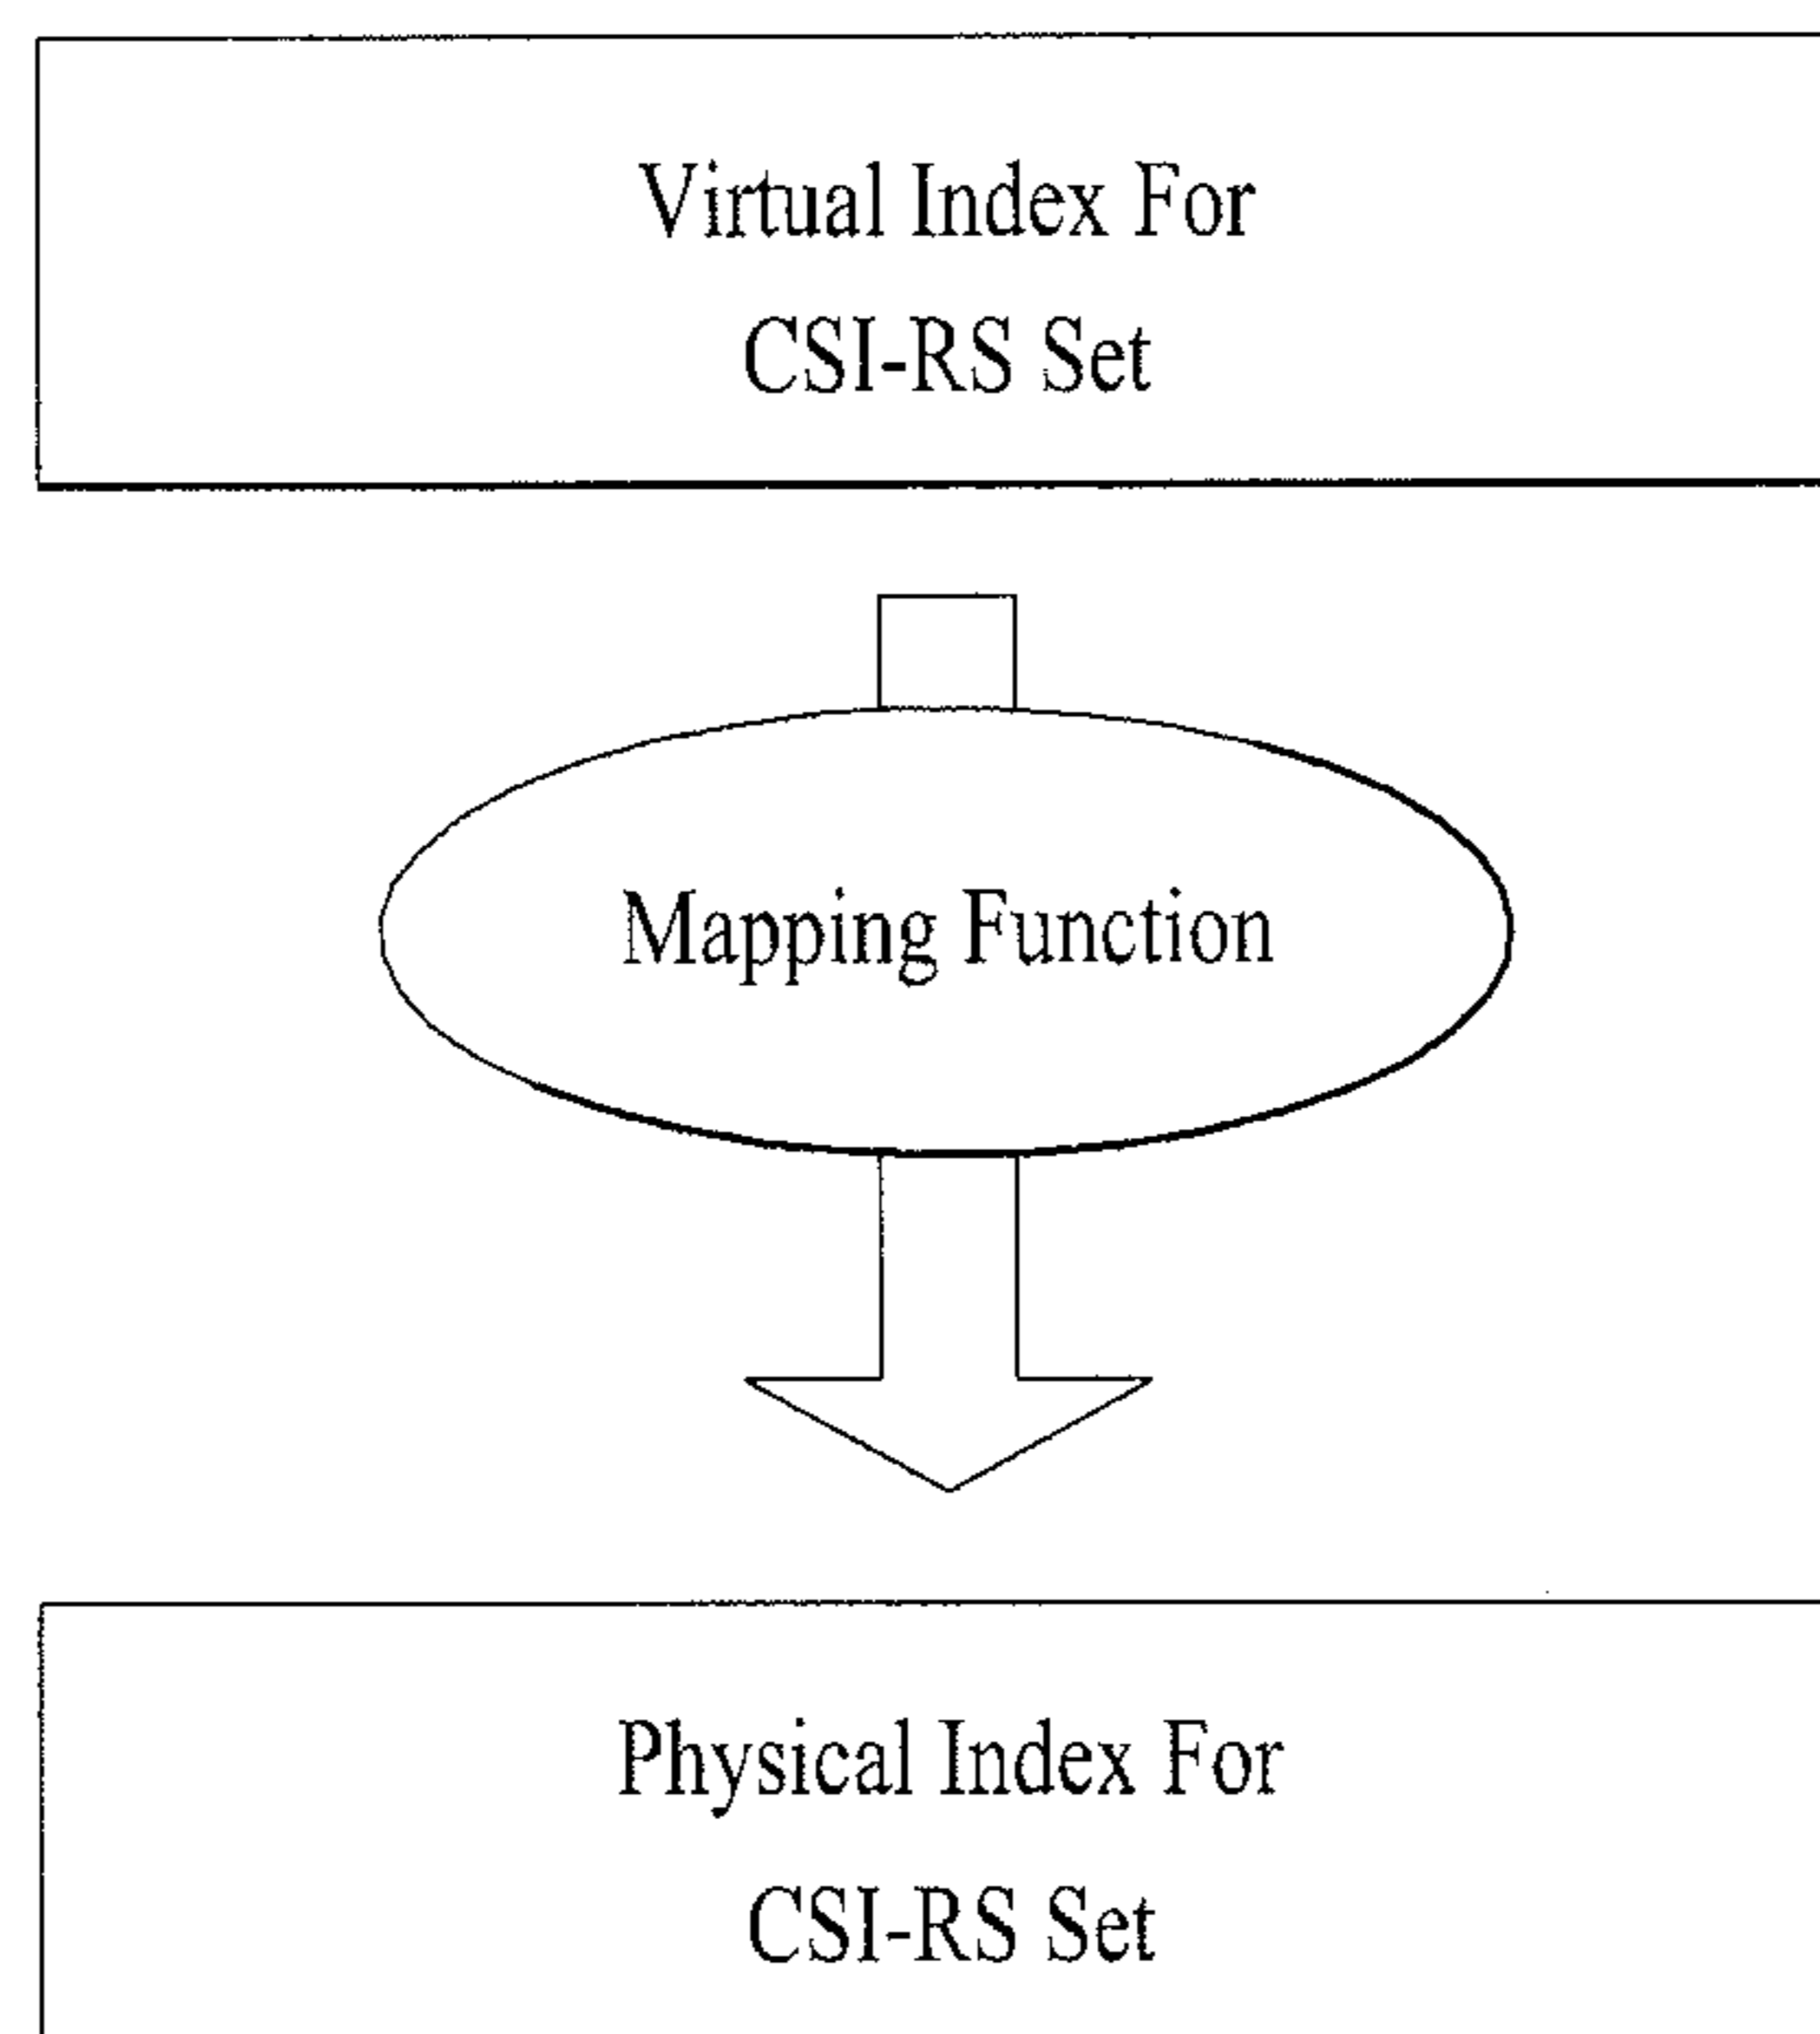 Virtual Index For
CSI-RS Set
Mapping Function
Physical Index For
CSI-RS Set